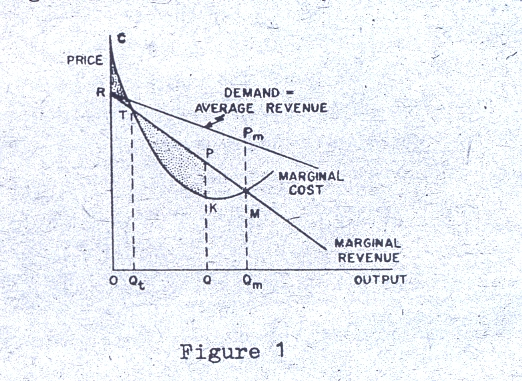 C
PRICE
R
DEMAND =
AVERAGE REVENUE
T
Pm
P
MARGINAL
COST
K
M
MARGINAL
REVENUE
O Qt Q Qm OUTPUT
Figure 1